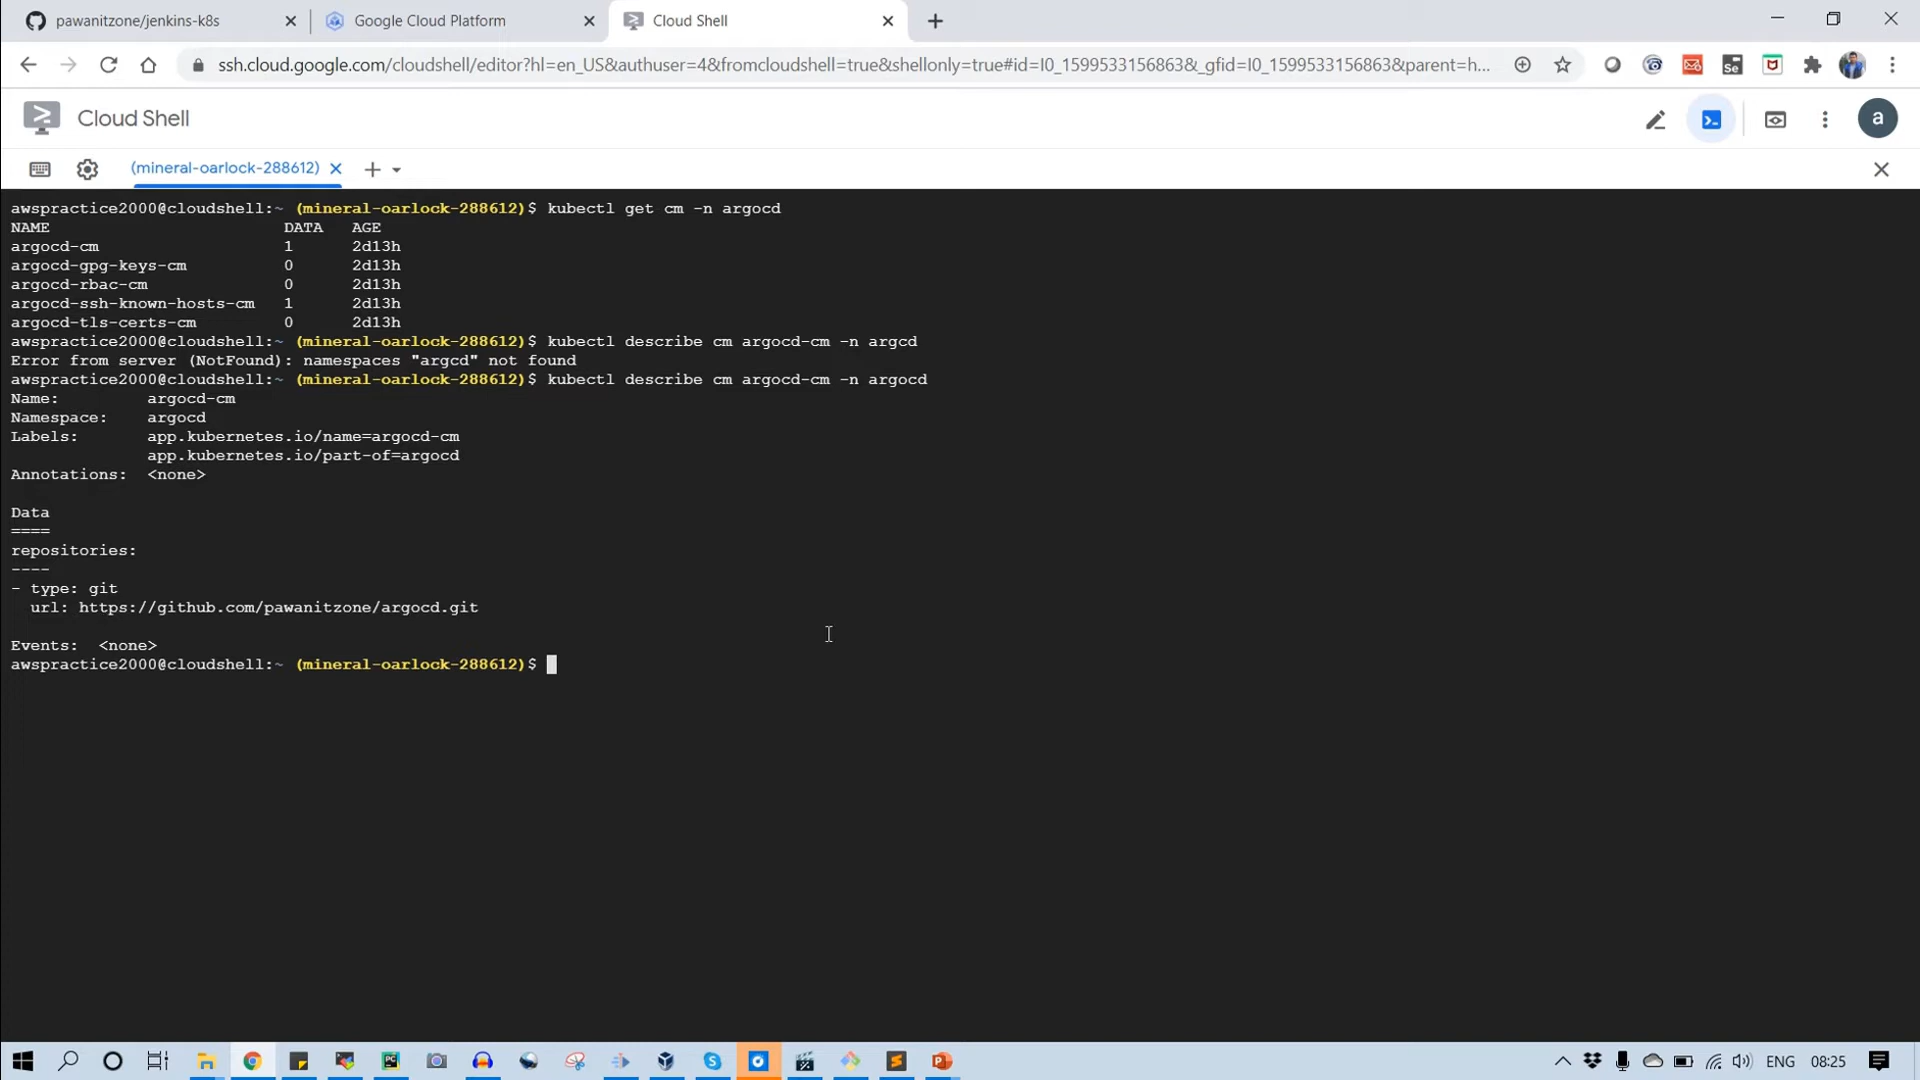 pawanitzone/jenkins-k8s
Google Cloud Platform
Cloud Shell
ssh.cloud.google.com/cloudshell/editor?hl=en_US&authuser=4&fromcloudshell=true&shellonly=true#id=I0_1599533156863&_gfid=I0_1599533156863&parent=h...
Se
Cloud Shell
a
(mineral-oarlock-288612)
awspractice2000@cloudshell:~ (mineral-oarlock-288612)$ kubectl get cm -n argocd
NAME DATA AGE
argocd-cm 1 2d13h
argocd-gpg-keys-cm 0 2d13h
argocd-rbac-cm 0 2d13h
argocd-ssh-known-hosts-cm 1 2d13h
argocd-tls-certs-cm 0 2d13h
awspractice2000@cloudshell:~ (mineral-oarlock-288612)$ kubectl describe cm argocd-cm -n argcd
Error from server (NotFound): namespaces "argcd" not found
awspractice2000@cloudshell:~ (mineral-oarlock-288612)$ kubectl describe cm argocd-cm -n argocd
Name: argocd-cm
Namespace: argocd
Labels: app.kubernetes.io/name=argocd-cm
app.kubernetes.io/part-of=argocd
Annotations: <none>
Data
====
repositories:
----
- type: git
url: https://github.com/pawanitzone/argocd.git
Events: <none>
awspractice2000@cloudshell:~ (mineral-oarlock-288612)$
ENG 08:25